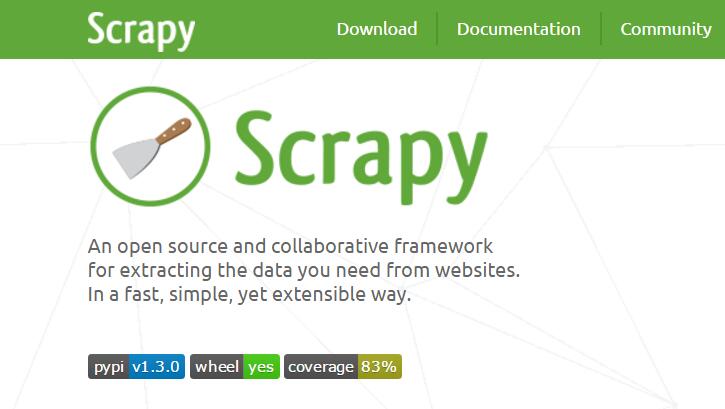 Scrapy
Download Documentation Community
Scrapy
An open source and collaborative framework
for extracting the data you need from websites.
In a fast, simple, yet extensible way.
pypi v1.3.0 wheel yes coverage 83%